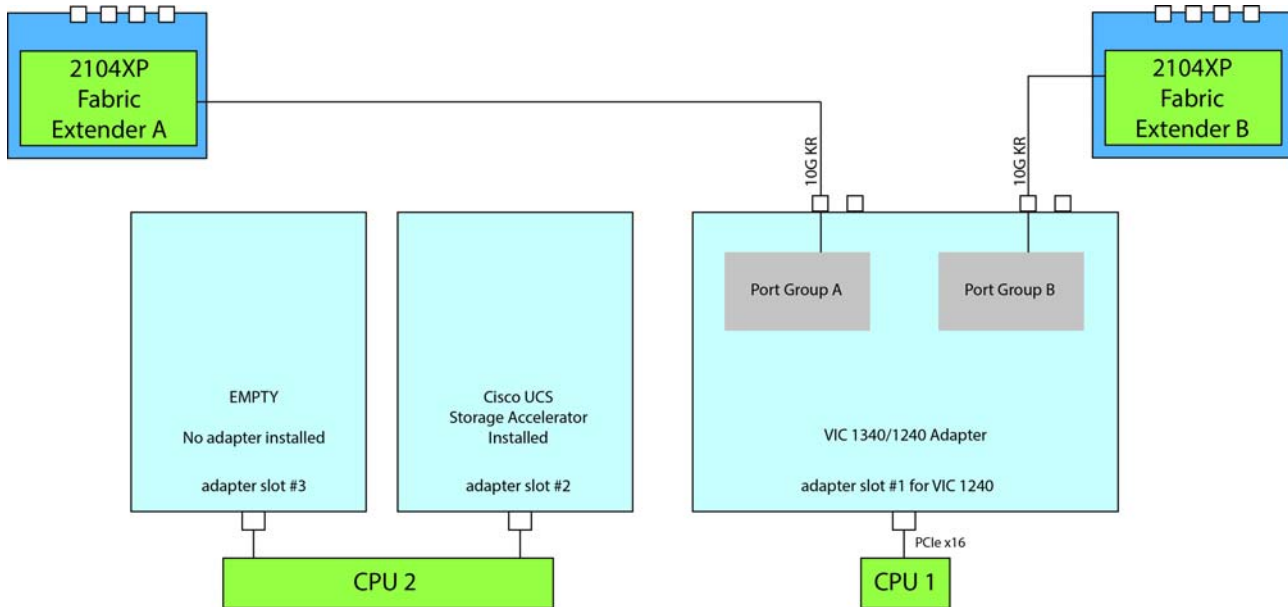 2104XP
Fabric
Extender A
2104XP
Fabric
Extender B
10G KR
10G KR
Port Group A
Port Group B
EMPTY
No adapter installed
adapter slot #3
Cisco UCS
Storage Accelerator
Installed
adapter slot #2
VIC 1340/1240 Adapter
adapter slot #1 for VIC 1240
PCIe x16
CPU 2
CPU 1